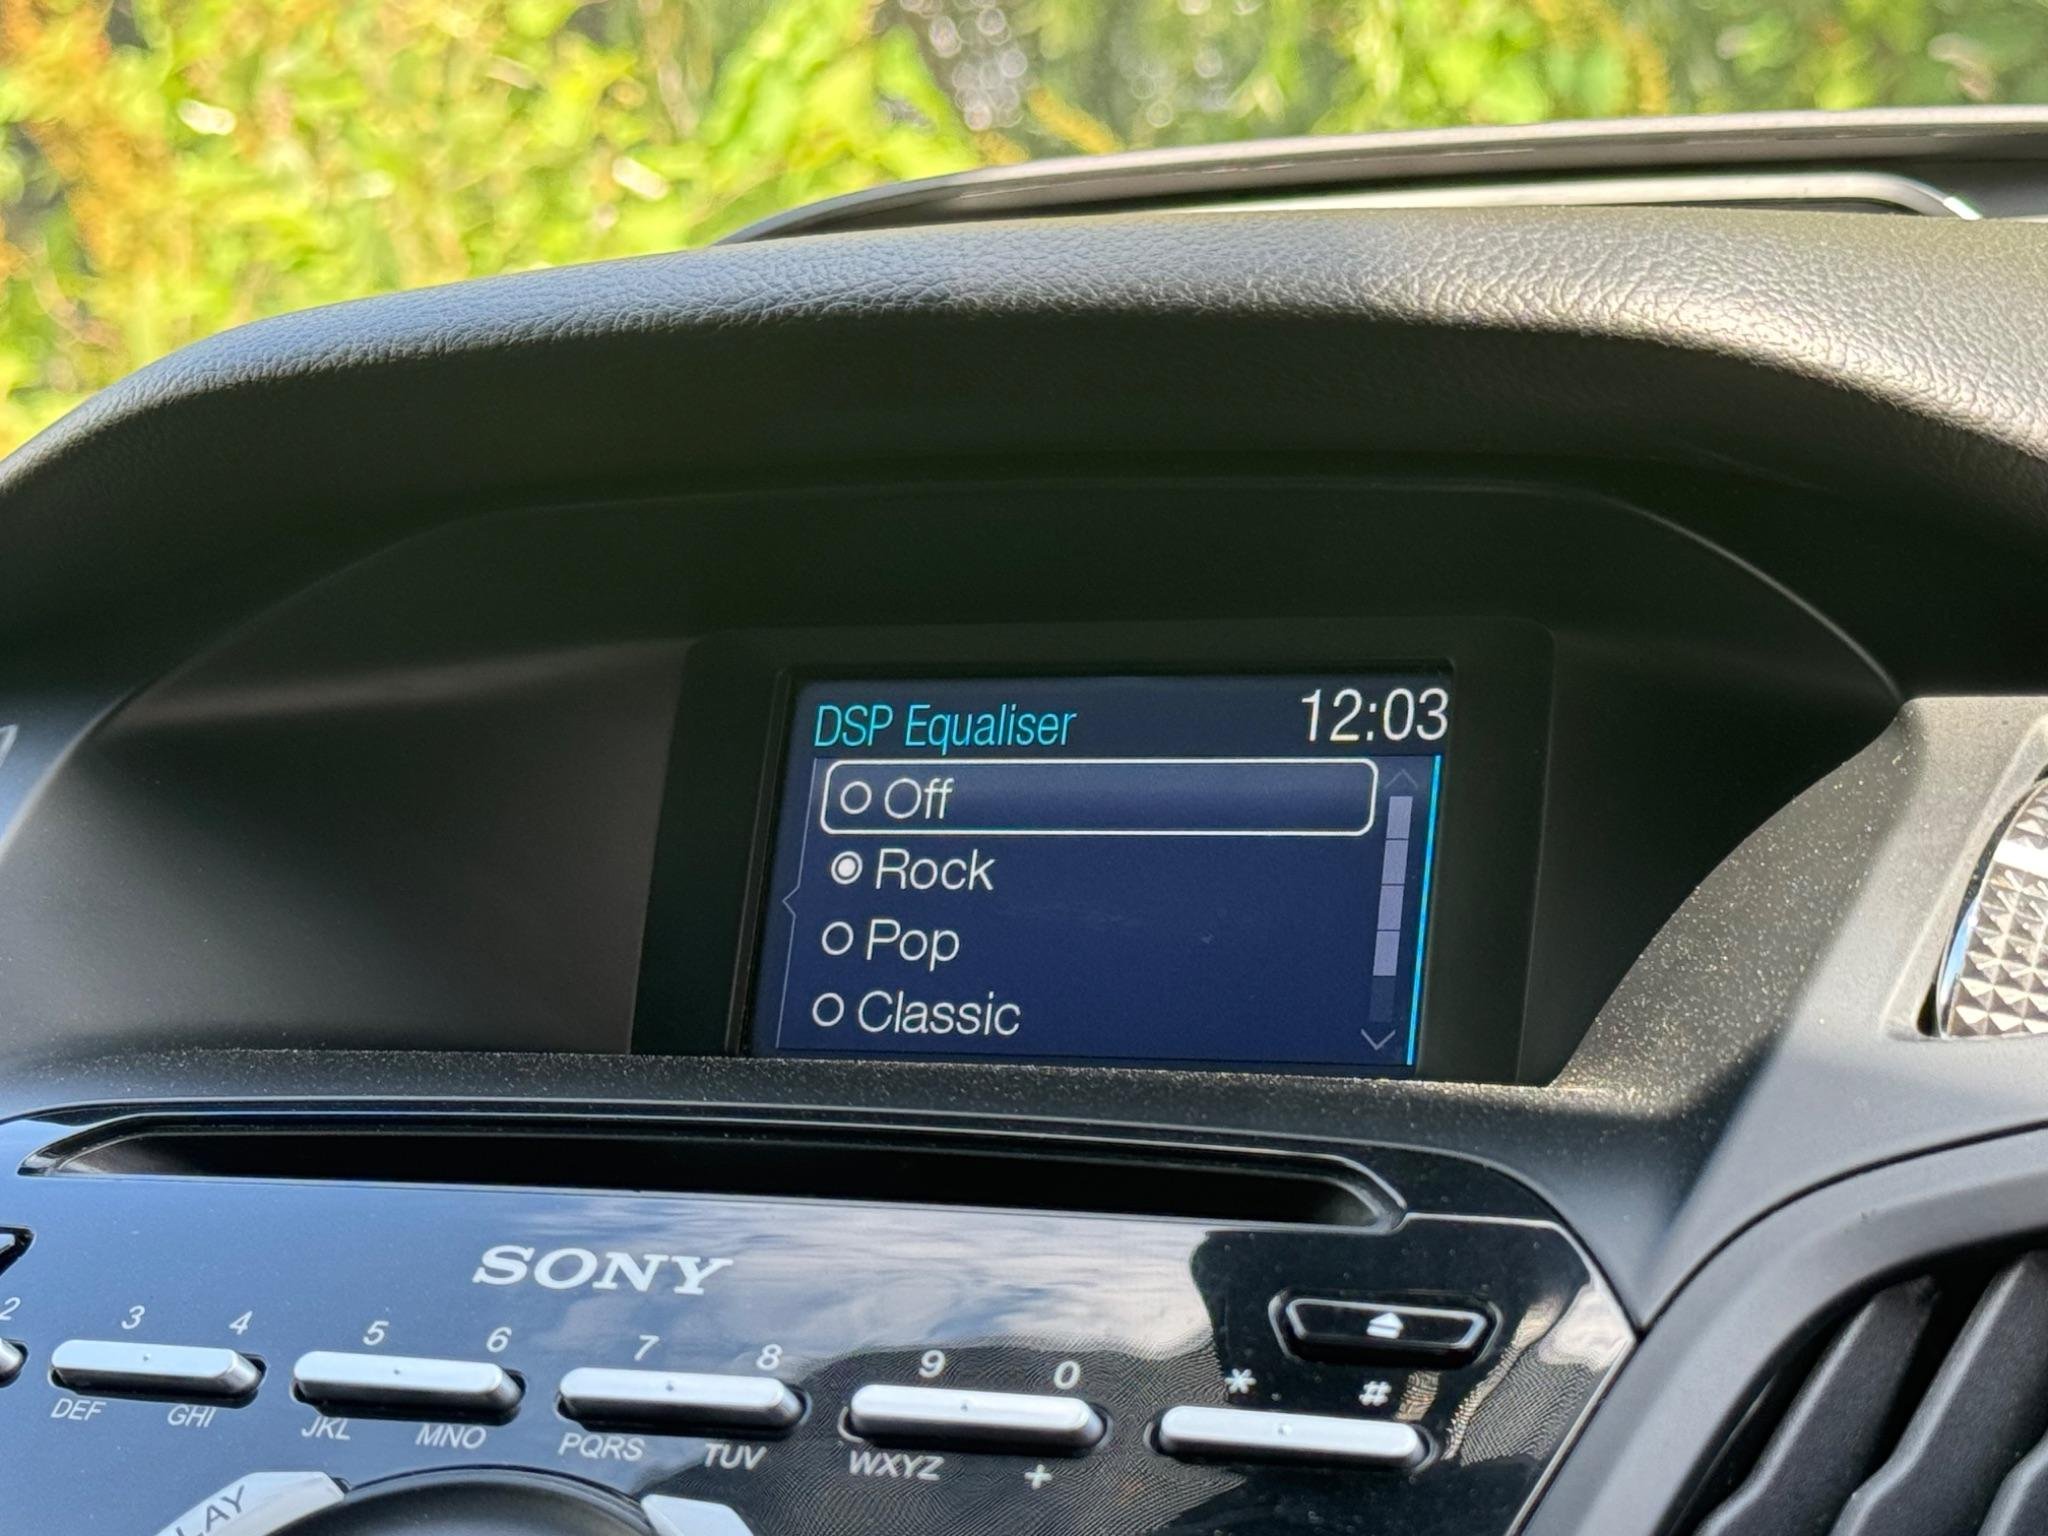 DSP Equaliser 12:03
Off
Rock
Pop
Classic
SONY
2 3 4 5 6 7 8 9 0 * #
DEF GHI JKL MNO PQRS TUV WXYZ +